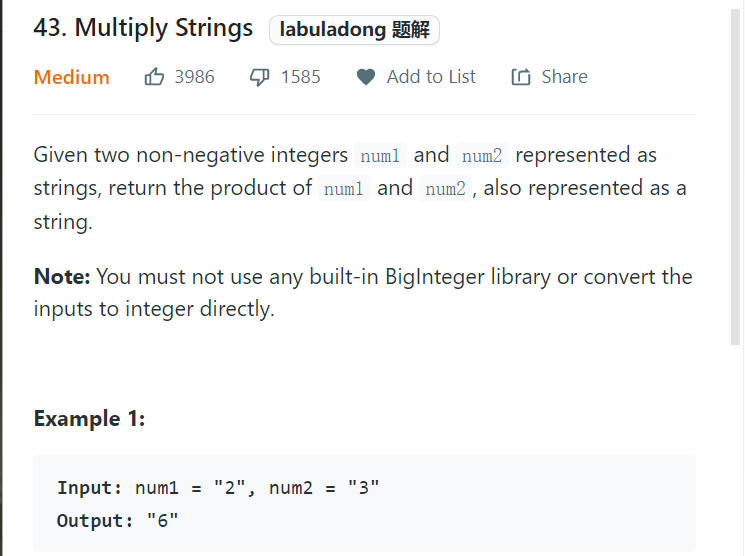 43. Multiply Strings labuladong 题解
Medium 3986 1585 Add to List Share
Given two non-negative integers num1 and num2 represented as
strings, return the product of num1 and num2, also represented as a
string.
Note: You must not use any built-in BigInteger library or convert the
inputs to integer directly.
Example 1:
Input: num1 = "2", num2 = "3"
Output: "6"